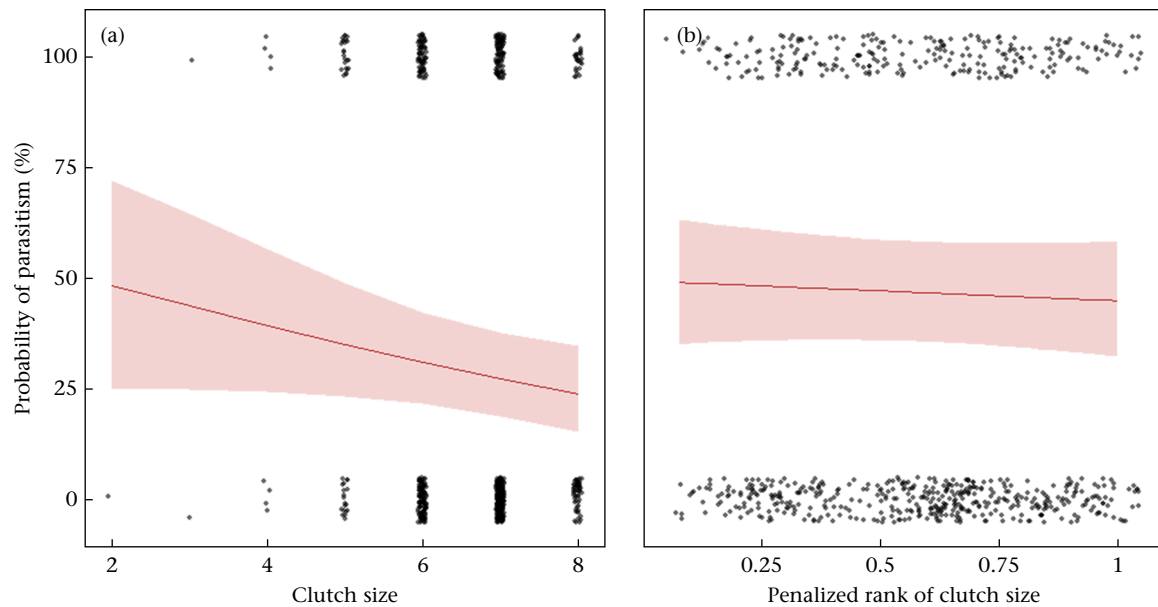 (a)
(b)
Probability of parasitism (%)
100
75
50
25
0
2 4 6 8
0.25 0.5 0.75 1
Clutch size
Penalized rank of clutch size